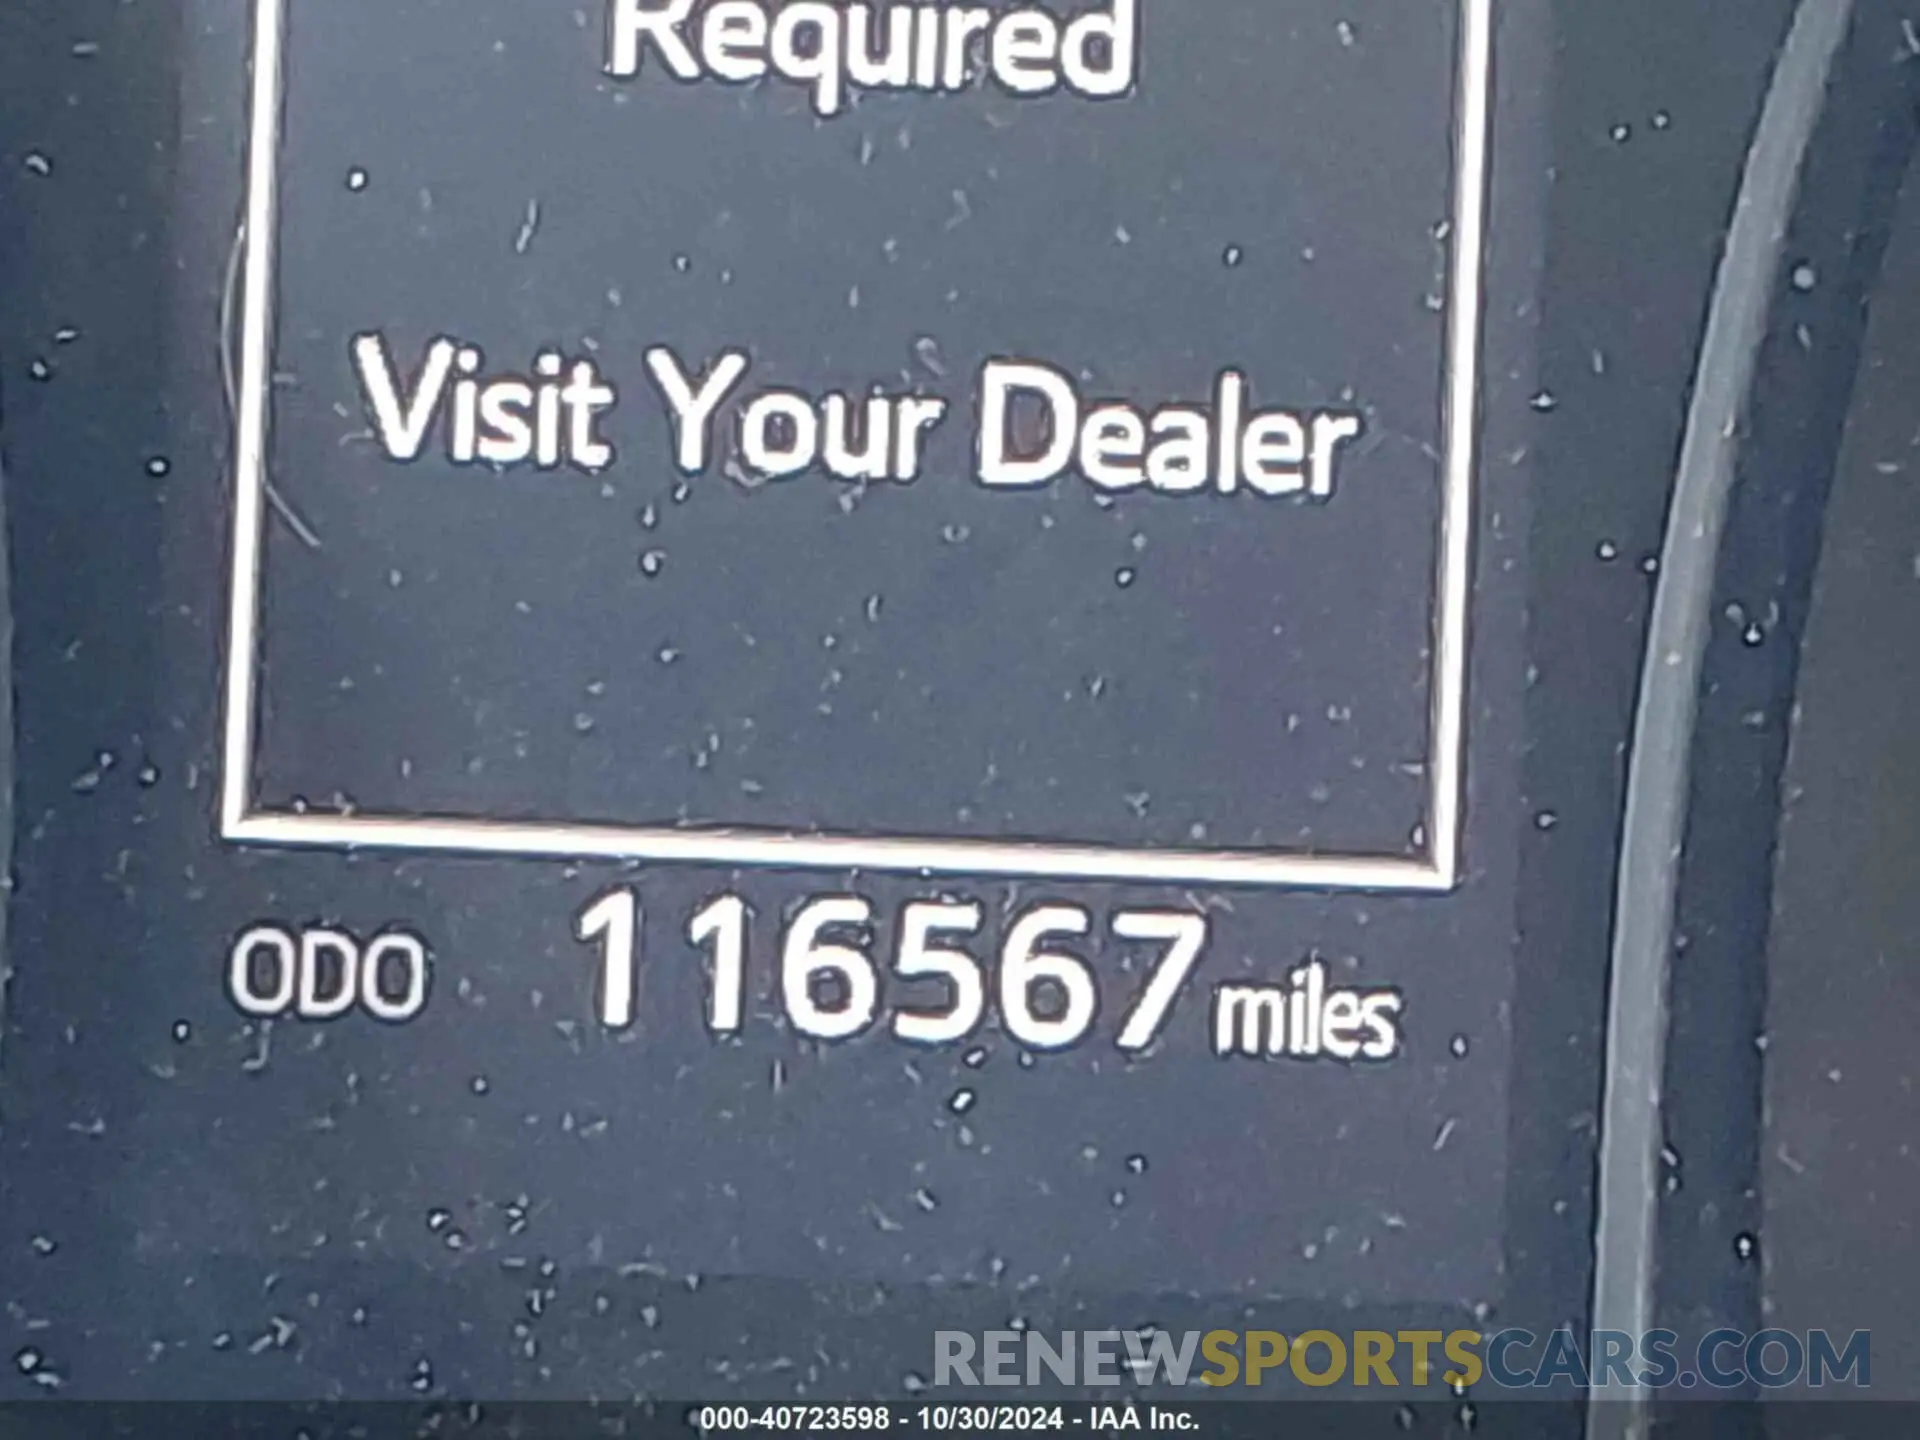 Required
Visit Your Dealer
ODO 116567 miles
RENEWSPORTSCARS.COM
000-40723598 - 10/30/2024 - IAA Inc.